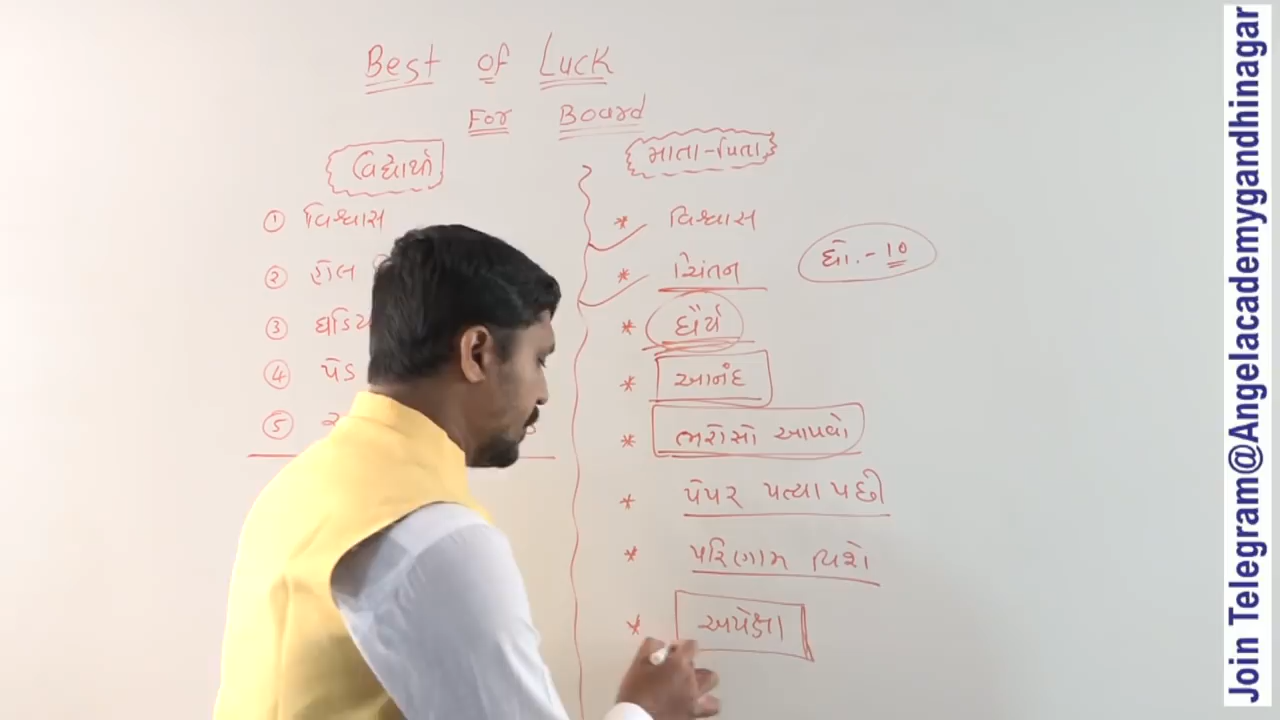 Best of Luck
For Board
વિદ્યાર્થી
① વિશ્વાસ
② હોલ
③ ઘડિ
④ પેડ
⑤
માતા-પિતા
* વિશ્વાસ
* ચિંતન
* ધૈર્ય
* આનંદ
* ભરોસો આપવો
* પેપર પત્યા પછી
* પરિણામ વિશે
* અપેક્ષા
ધો.-10
Join Telegram@Angelacademygandhinagar